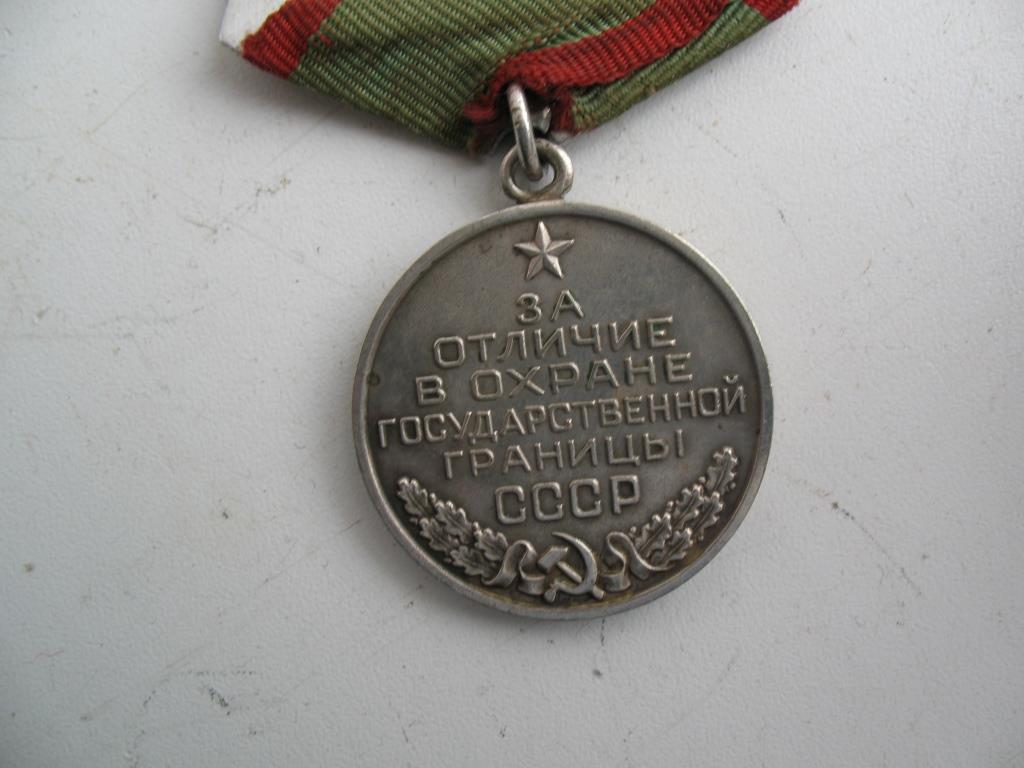 ЗА
ОТЛИЧИЕ
В ОХРАНЕ
ГОСУДАРСТВЕННОЙ
ГРАНИЦЫ
СССР